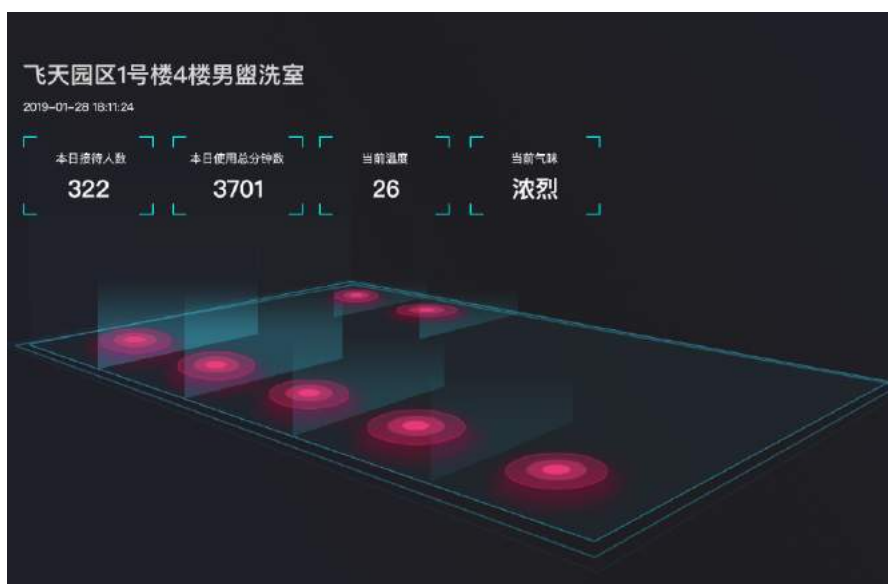 飞天园区1号楼4楼男盥洗室
2019-01-28 18:11:24
本日接待人数 本日使用总分钟数 当前温度 当前气味
322 3701 26 浓烈